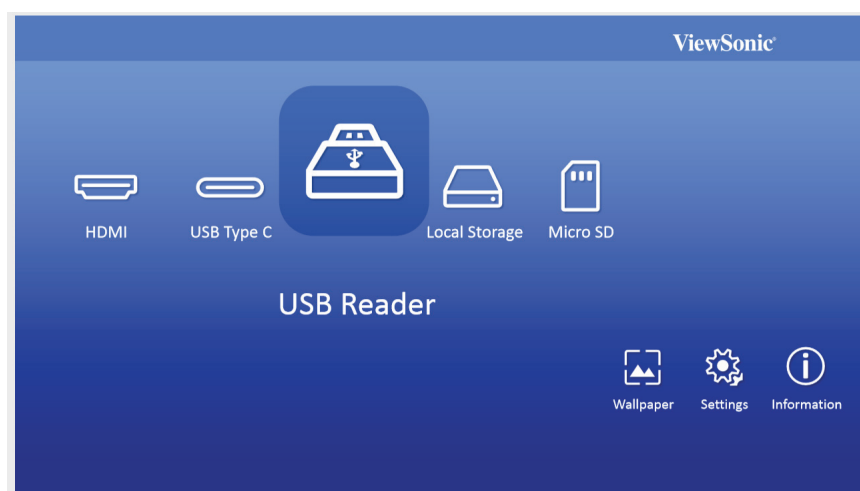 ViewSonic®
HDMI
USB Type C
Local Storage
Micro SD
USB Reader
Wallpaper
Settings
Information